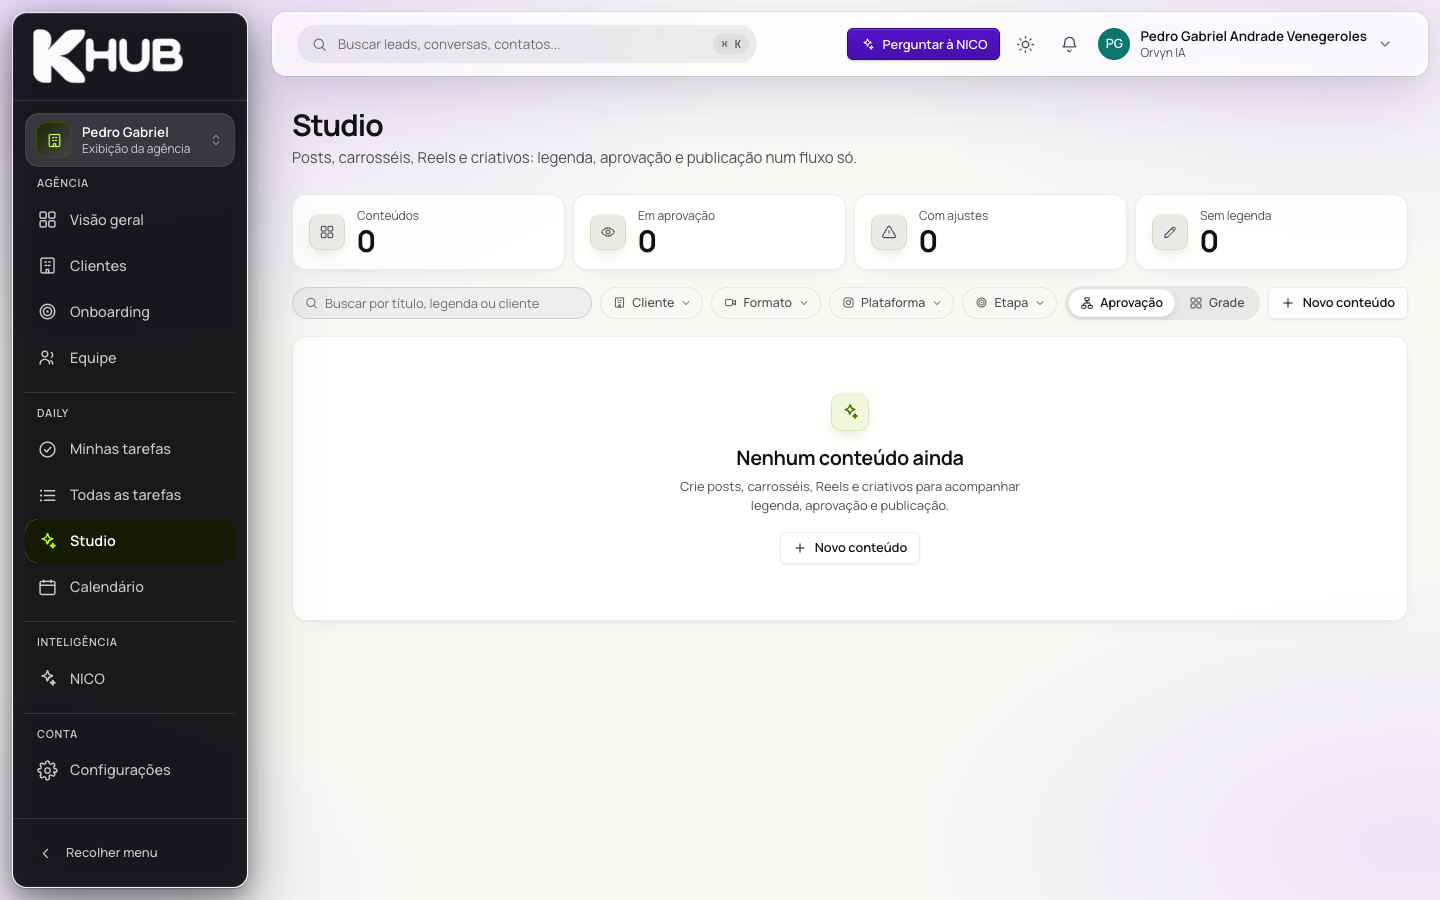 KHUB
Buscar leads, conversas, contatos...
⌘ K
Perguntar à NICO
PG
Pedro Gabriel Andrade Venegeroles
Orvyn IA
Pedro Gabriel
Exibição da agência
AGÊNCIA
Visão geral
Clientes
Onboarding
Equipe
DAILY
Minhas tarefas
Todas as tarefas
Studio
Calendário
INTELIGÊNCIA
NICO
CONTA
Configurações
Recolher menu
Studio
Posts, carrosséis, Reels e criativos: legenda, aprovação e publicação num fluxo só.
Conteúdos
0
Em aprovação
0
Com ajustes
0
Sem legenda
0
Buscar por título, legenda ou cliente
Cliente
Formato
Plataforma
Etapa
Aprovação
Grade
Novo conteúdo
Nenhum conteúdo ainda
Crie posts, carrosséis, Reels e criativos para acompanhar
legenda, aprovação e publicação.
Novo conteúdo